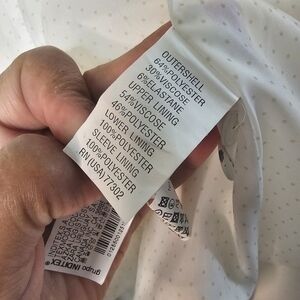 OUTERSHELL
64%POLYESTER
30%VISCOSE
6%ELASTANE
UPPER LINING
54%VISCOSE
46%POLYESTER
LOWER LINING
100%POLYESTER
SLEEVE LINING
100%POLYESTER
RN(USA)77302
grupo INDITEX